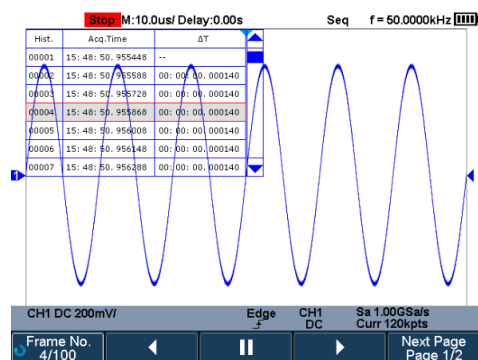 Stop M:10.0us/ Delay:0.00s Seq f = 50.0000kHz
Hist. Acq.Time ΔT
00001 15: 48: 50. 955448 --
00002 15: 48: 50. 955588 00: 00: 00. 000140
00003 15: 48: 50. 955728 00: 00: 00. 000140
00004 15: 48: 50. 955868 00: 00: 00. 000140
00005 15: 48: 50. 956008 00: 00: 00. 000140
00006 15: 48: 50. 956148 00: 00: 00. 000140
00007 15: 48: 50. 956288 00: 00: 00. 000140
1
CH1 DC 200mV/ Edge CH1 Sa 1.00GSa/s
DC Curr 120kpts
Frame No. Next Page
4/100 Page 1/2